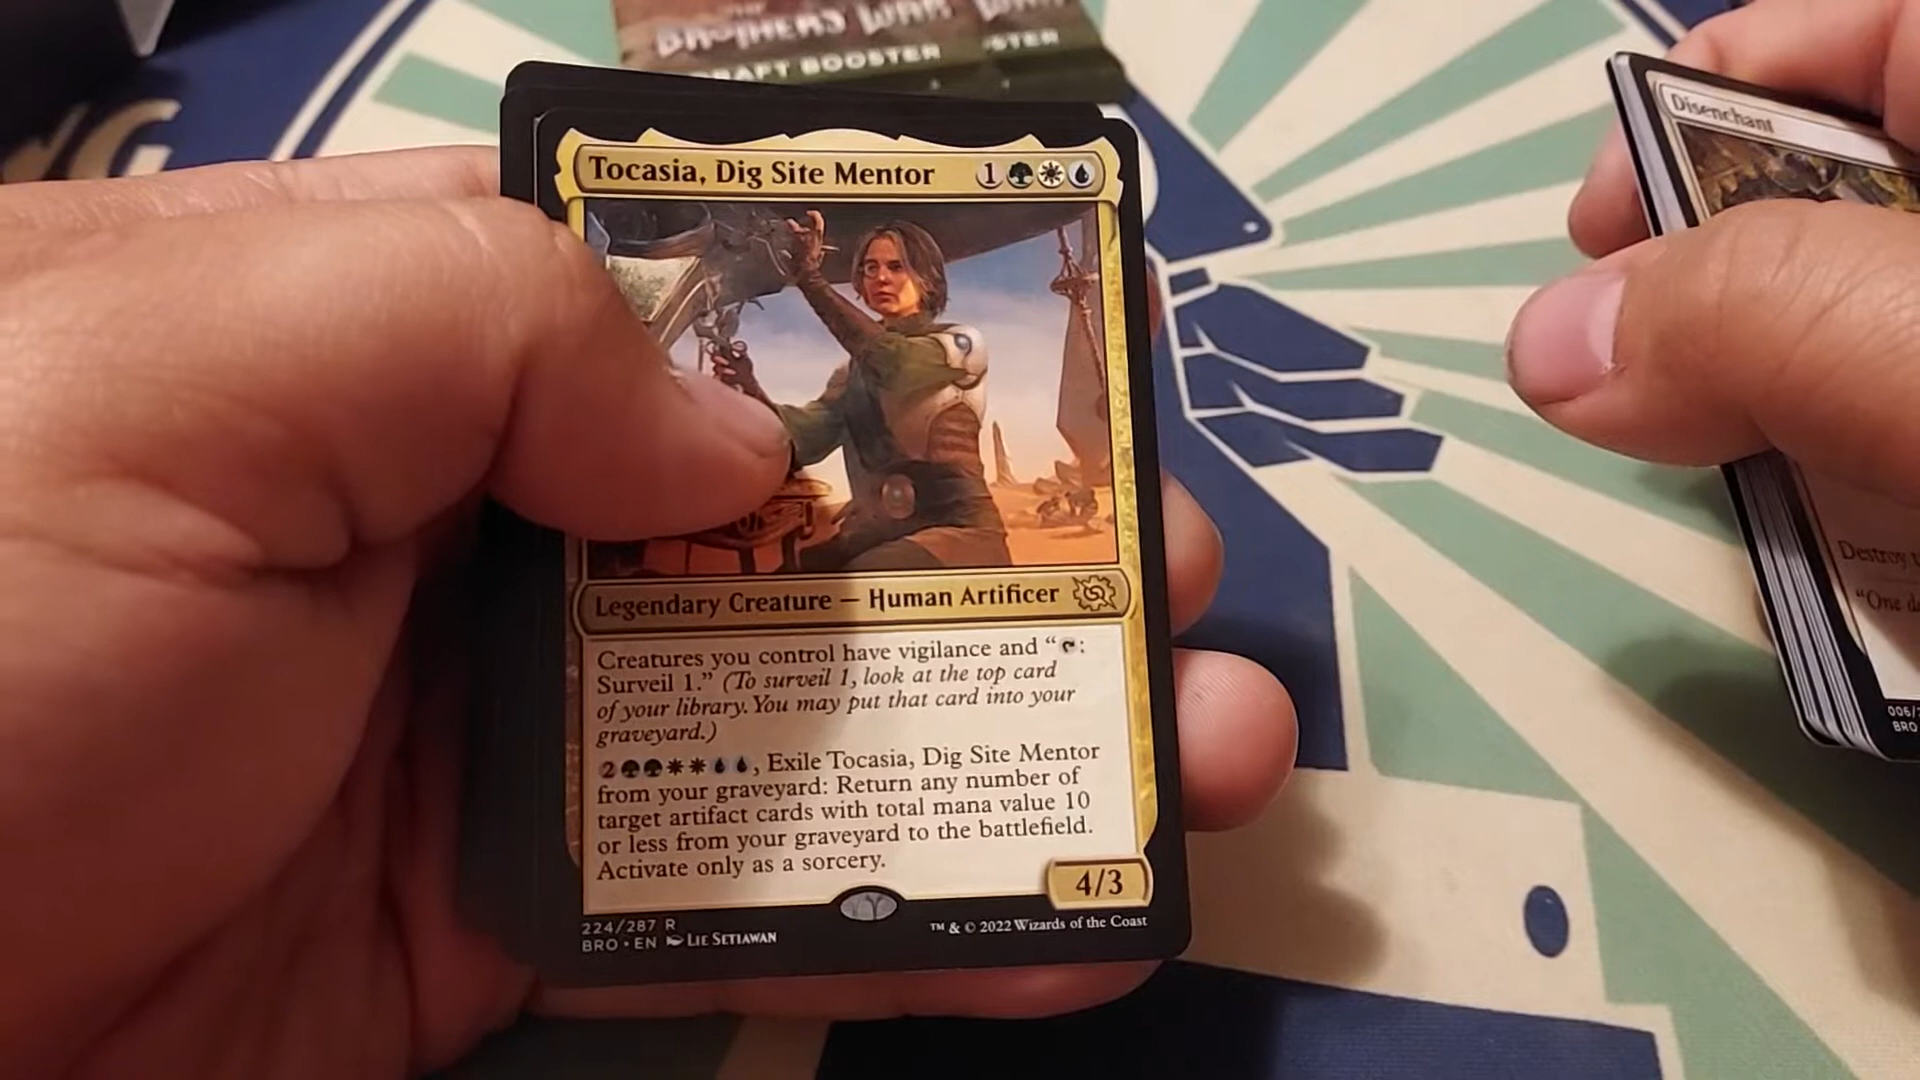 BROTHERS WAR
DRAFT BOOSTER
STER
Tocasia, Dig Site Mentor 1
Legendary Creature — Human Artificer
Creatures you control have vigilance and “ :
Surveil 1.” (To surveil 1, look at the top card
of your library. You may put that card into your
graveyard.)
2 , Exile Tocasia, Dig Site Mentor
from your graveyard: Return any number of
target artifact cards with total mana value 10
or less from your graveyard to the battlefield.
Activate only as a sorcery.
4/3
224/287 R
BRO • EN LIE SETIAWAN
™ & © 2022 Wizards of the Coast
Disenchant
Destroy
“One
006/
BRO